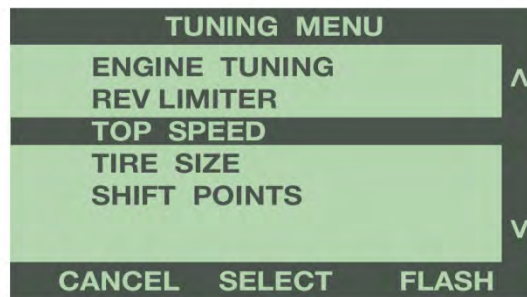 TUNING MENU
ENGINE TUNING
REV LIMITER
TOP SPEED
TIRE SIZE
SHIFT POINTS
CANCEL SELECT FLASH